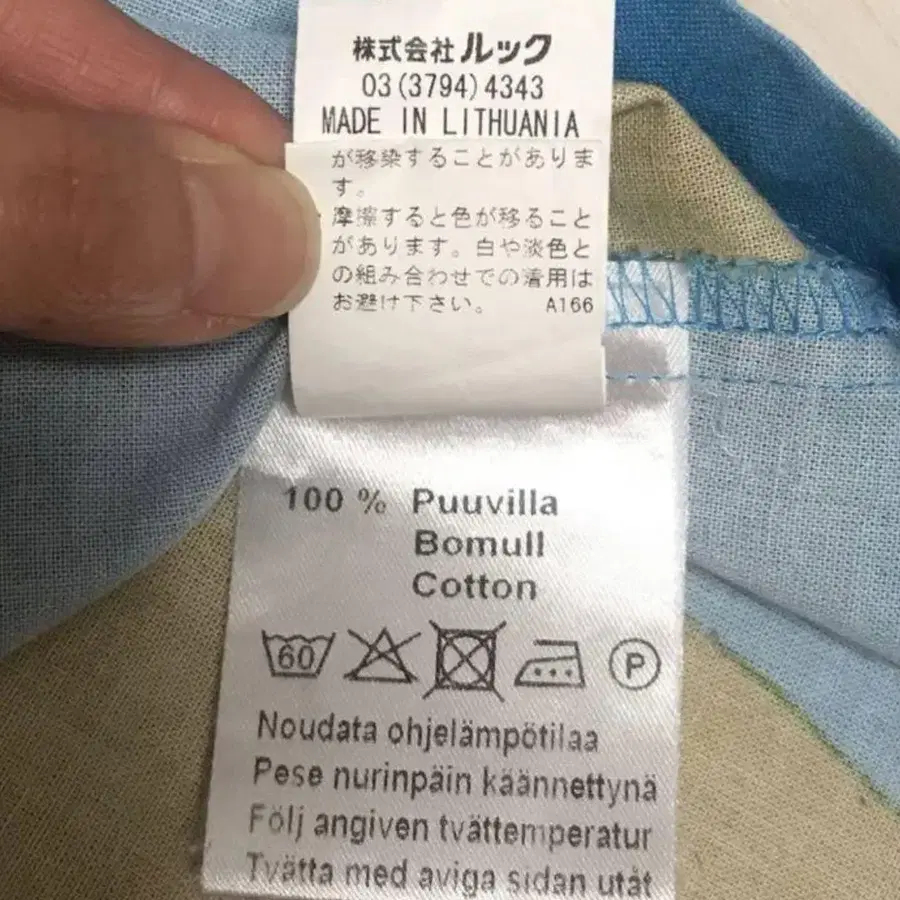 株式会社ルック
03(3794)4343
MADE IN LITHUANIA
が移染することがありま
す。
・摩擦すると色が移ること
があります。白や淡色と
の組み合わせでの着用は
お避け下さい。 A166
100 % Puuvilla
Bomull
Cotton
60 P
Noudata ohjelämpötilaa
Pese nurinpäin käännettynä
Följ angiven tvättemperatur
Tvätta med aviga sidan utåt